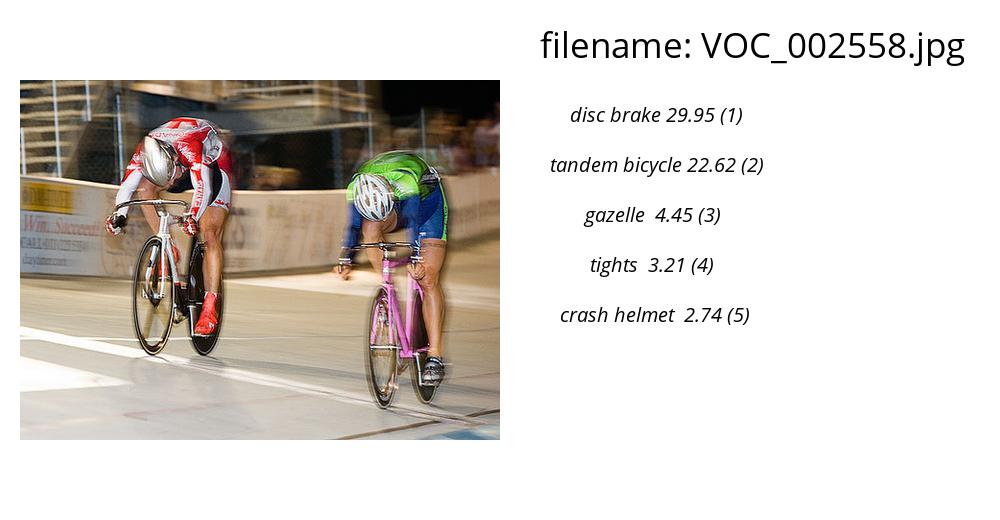 filename: VOC_002558.jpg
disc brake 29.95 (1)
tandem bicycle 22.62 (2)
gazelle 4.45 (3)
tights 3.21 (4)
crash helmet 2.74 (5)
Win...